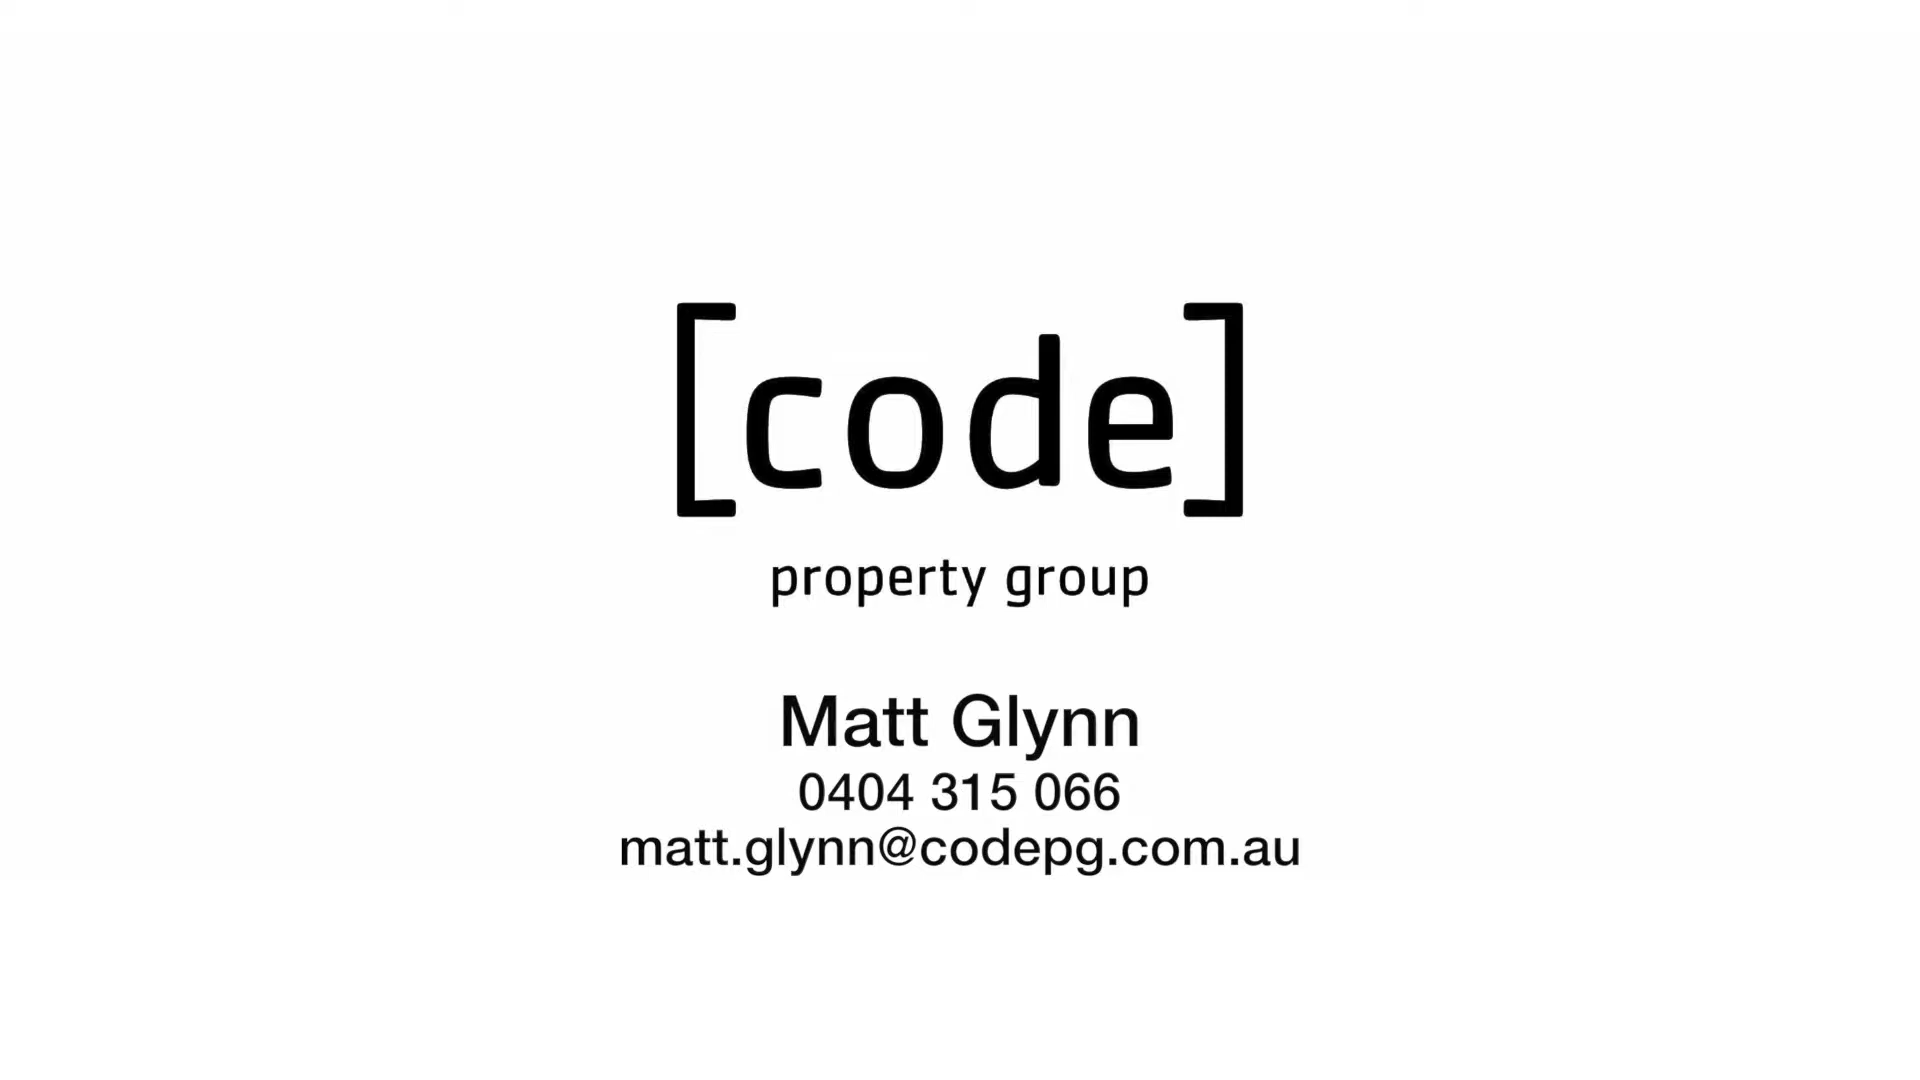 [code]
property group
Matt Glynn
0404 315 066
matt.glynn@codepg.com.au